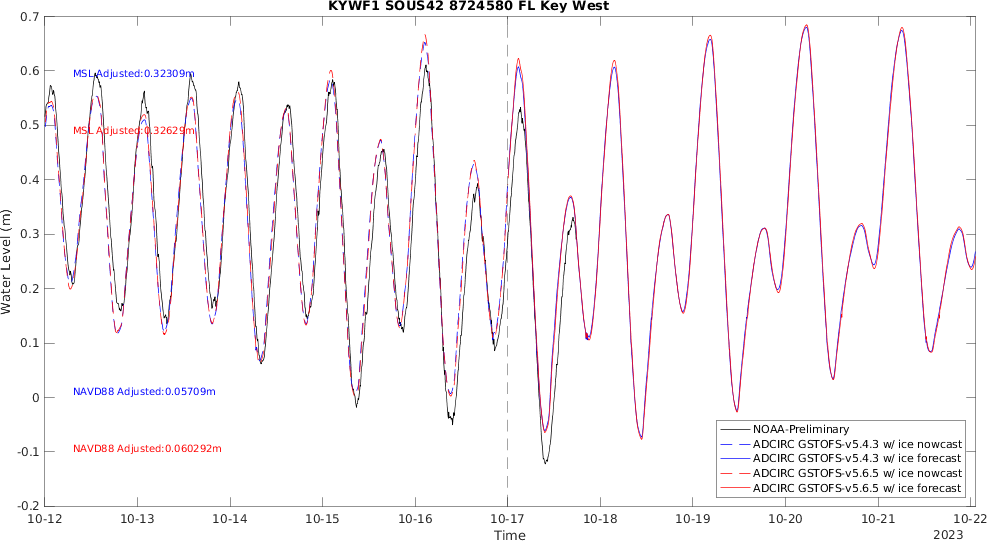 KYWF1 SOUS42 8724580 FL Key West
0.7
0.6
0.5
0.4
0.3
0.2
0.1
0
-0.1
-0.2
Water Level (m)
MSL Adjusted:0.32309m
MSL Adjusted:0.32629m
NAVD88 Adjusted:0.05709m
NAVD88 Adjusted:0.060292m
NOAA-Preliminary
ADCIRC GSTOFS-v5.4.3 w/ ice nowcast
ADCIRC GSTOFS-v5.4.3 w/ ice forecast
ADCIRC GSTOFS-v5.6.5 w/ ice nowcast
ADCIRC GSTOFS-v5.6.5 w/ ice forecast
10-12 10-13 10-14 10-15 10-16 10-17 10-18 10-19 10-20 10-21 10-22
Time
2023